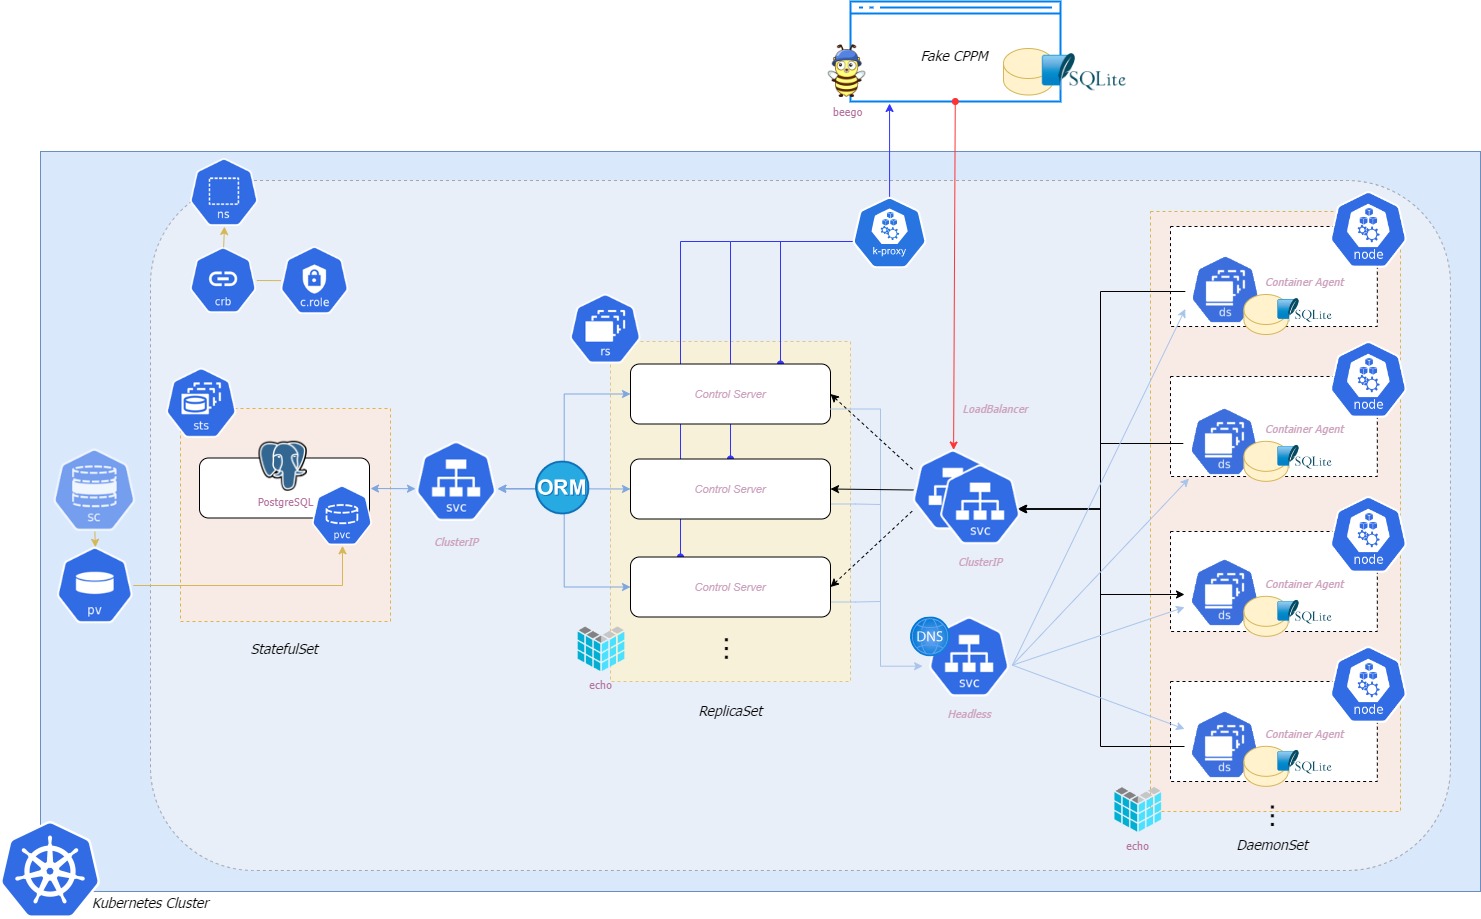 Fake CPPM
SQLite
beego
ns
crb
c.role
k-proxy
node
Container Agent
ds
SQLite
rs
sts
Control Server
LoadBalancer
node
Container Agent
ds
SQLite
sc
PostgreSQL
pvc
svc
ClusterIP
ORM
Control Server
svc
ClusterIP
pv
Control Server
node
Container Agent
ds
SQLite
StatefulSet
echo
ReplicaSet
DNS
svc
Headless
node
Container Agent
ds
SQLite
echo
DaemonSet
Kubernetes Cluster